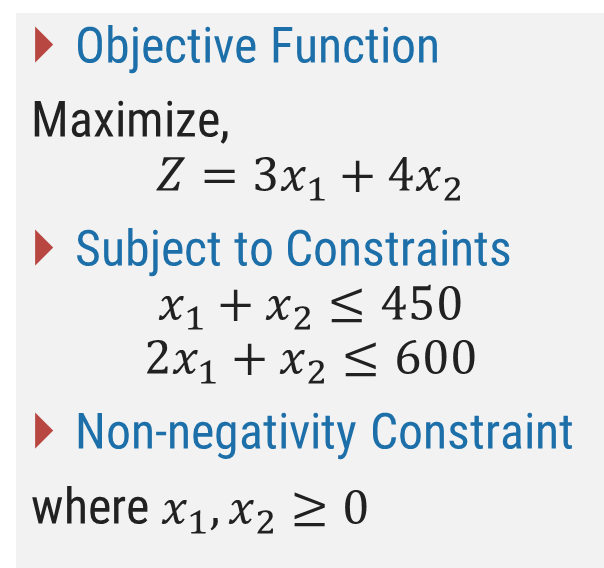 Objective Function
Maximize,
Z = 3x₁ + 4x₂
Subject to Constraints
x₁ + x₂ ≤ 450
2x₁ + x₂ ≤ 600
Non-negativity Constraint
where x₁, x₂ ≥ 0